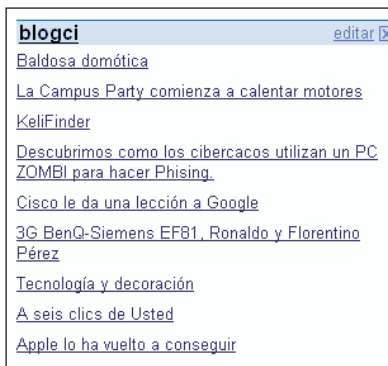 blogci editar
Baldosa domótica
La Campus Party comienza a calentar motores
KeliFinder
Descubrimos como los cibercacos utilizan un PC
ZOMBI para hacer Phising.
Cisco le da una lección a Google
3G BenQ-Siemens EF81, Ronaldo y Florentino
Pérez
Tecnología y decoración
A seis clics de Usted
Apple lo ha vuelto a conseguir